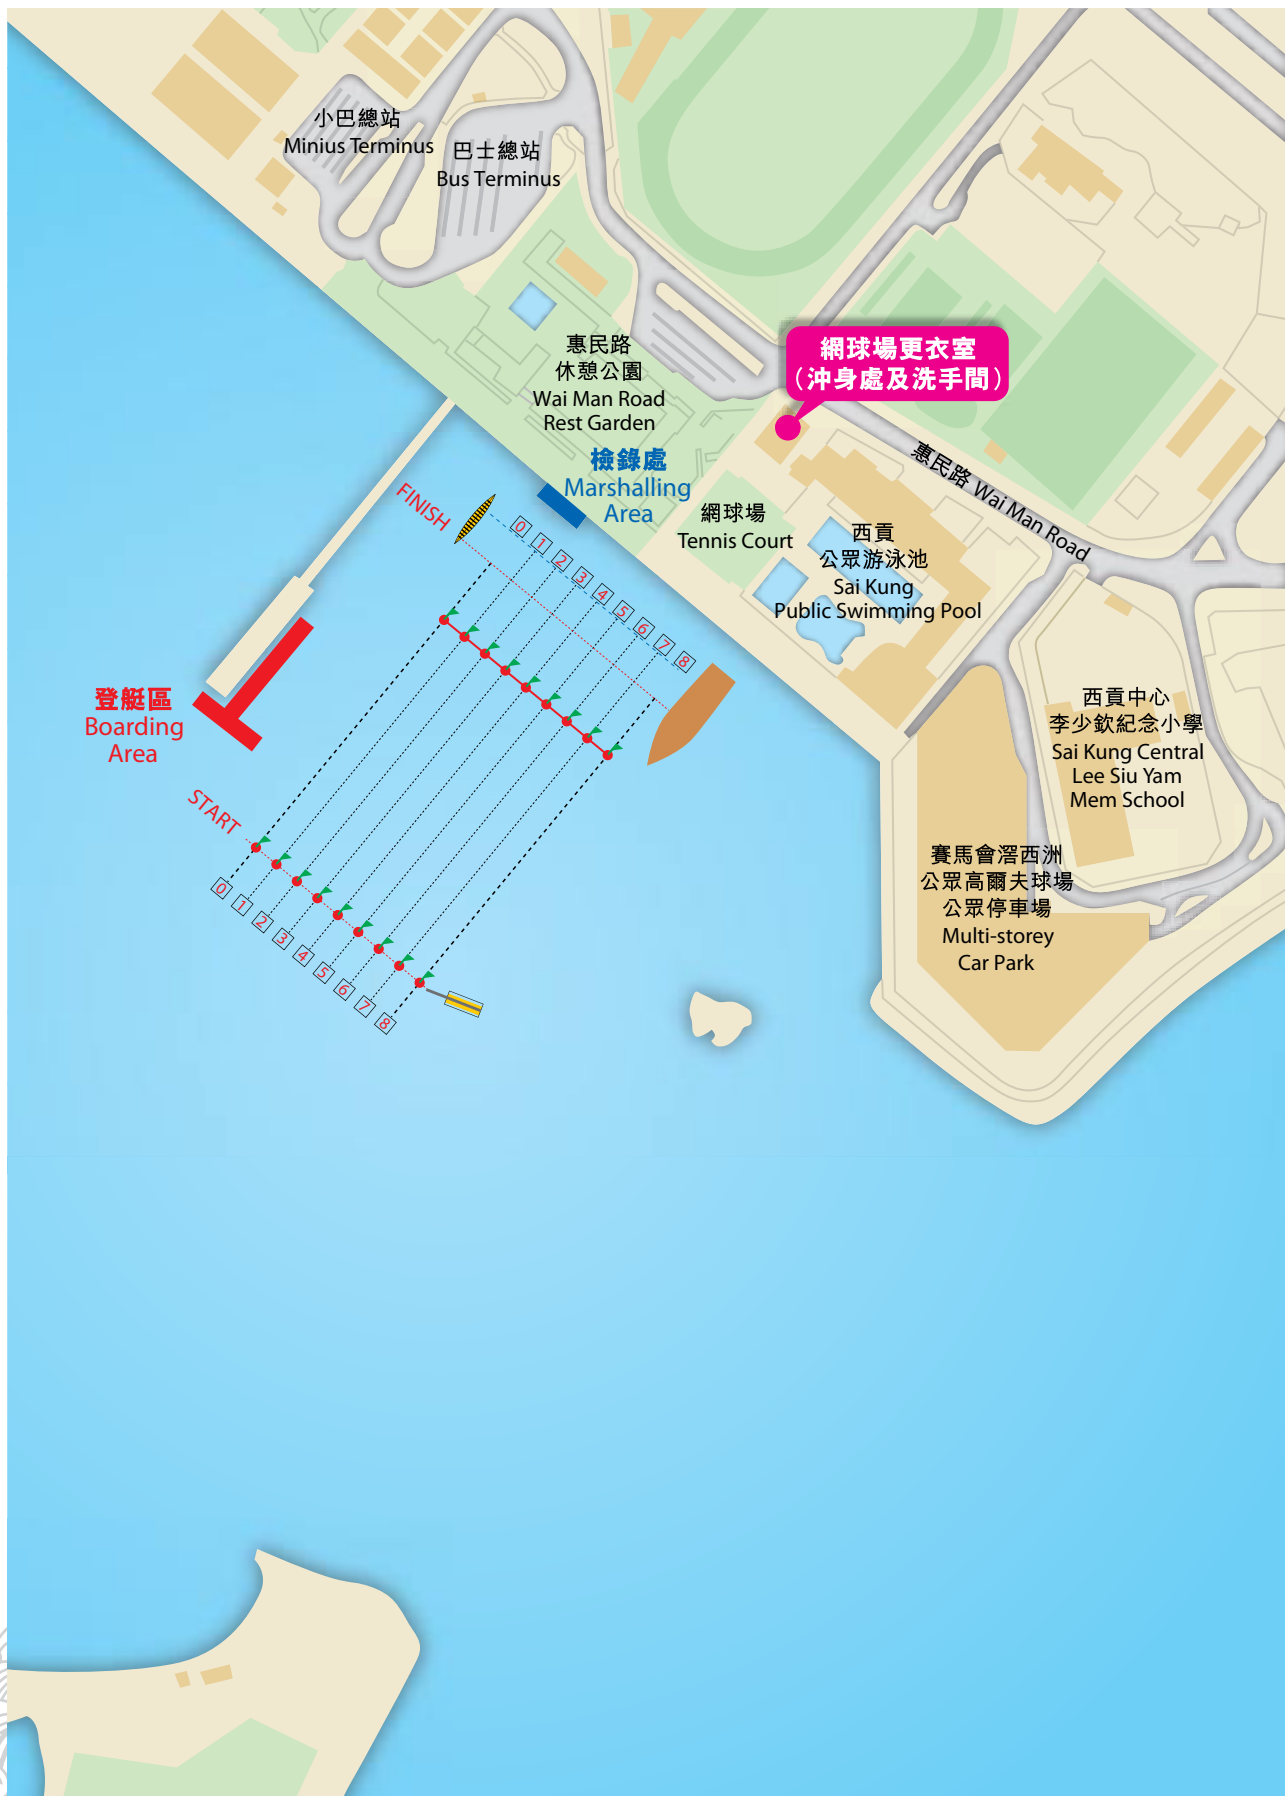 小巴總站
Minius Terminus
巴士總站
Bus Terminus
惠民路
休憩公園
Wai Man Road
Rest Garden
網球場更衣室
（沖身處及洗手間）
檢錄處
Marshalling
Area
網球場
Tennis Court
惠民路 Wai Man Road
西貢
公眾游泳池
Sai Kung
Public Swimming Pool
FINISH
0
1
2
3
4
5
6
7
8
登艇區
Boarding
Area
START
0
1
2
3
4
5
6
7
8
西貢中心
李少欽紀念小學
Sai Kung Central
Lee Siu Yam
Mem School
賽馬會滘西洲
公眾高爾夫球場
公眾停車場
Multi-storey
Car Park